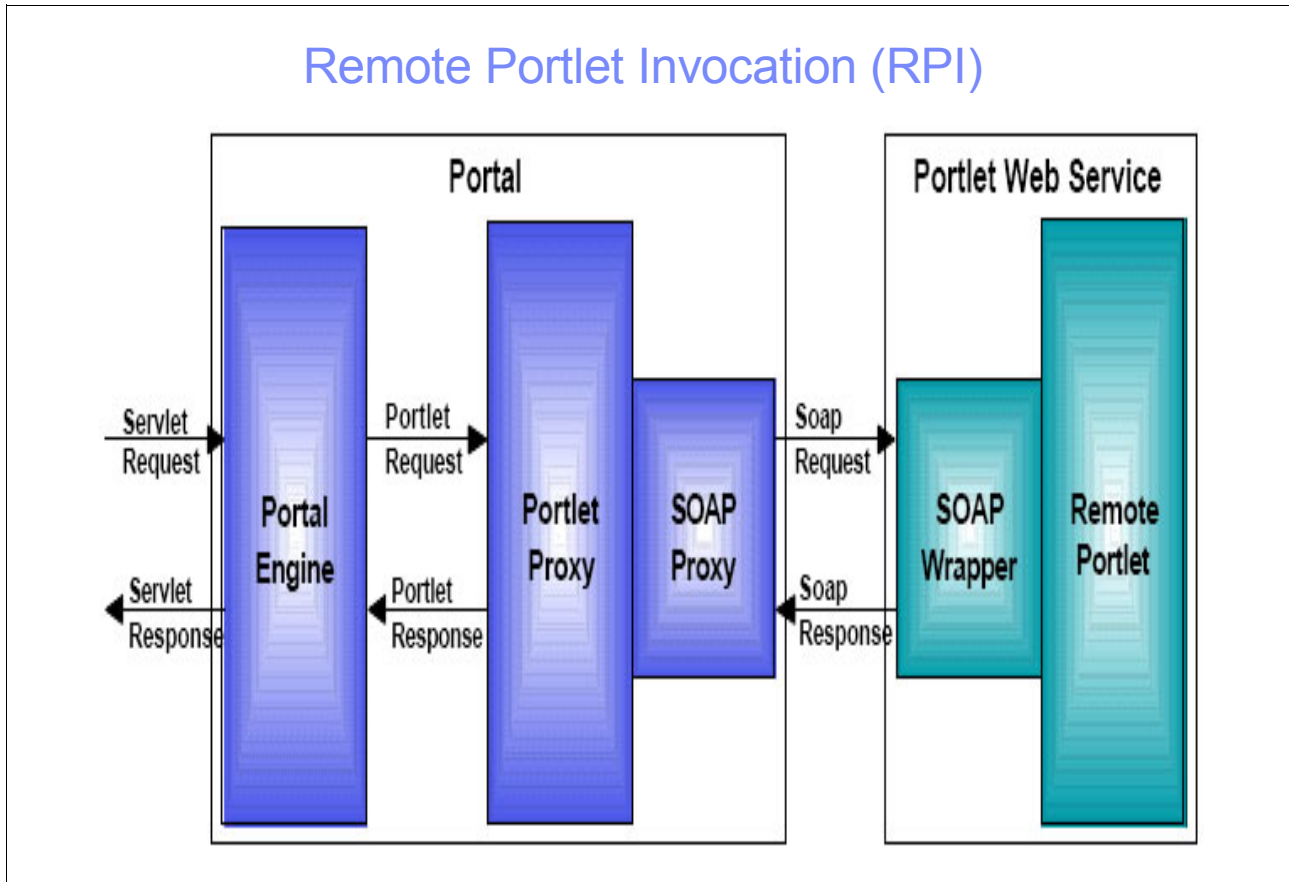 Remote Portlet Invocation (RPI)
Portal
Portlet Web Service
Servlet
Request
Portlet
Request
Soap
Request
Portal
Engine
Portlet
Proxy
SOAP
Proxy
SOAP
Wrapper
Remote
Portlet
Servlet
Response
Portlet
Response
Soap
Response